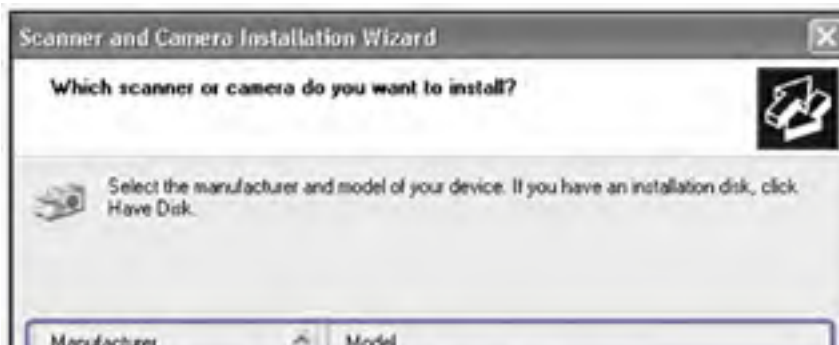 Scanner and Camera Installation Wizard
Which scanner or camera do you want to install?
Select the manufacturer and model of your device. If you have an installation disk, click
Have Disk.
Manufacturer Model